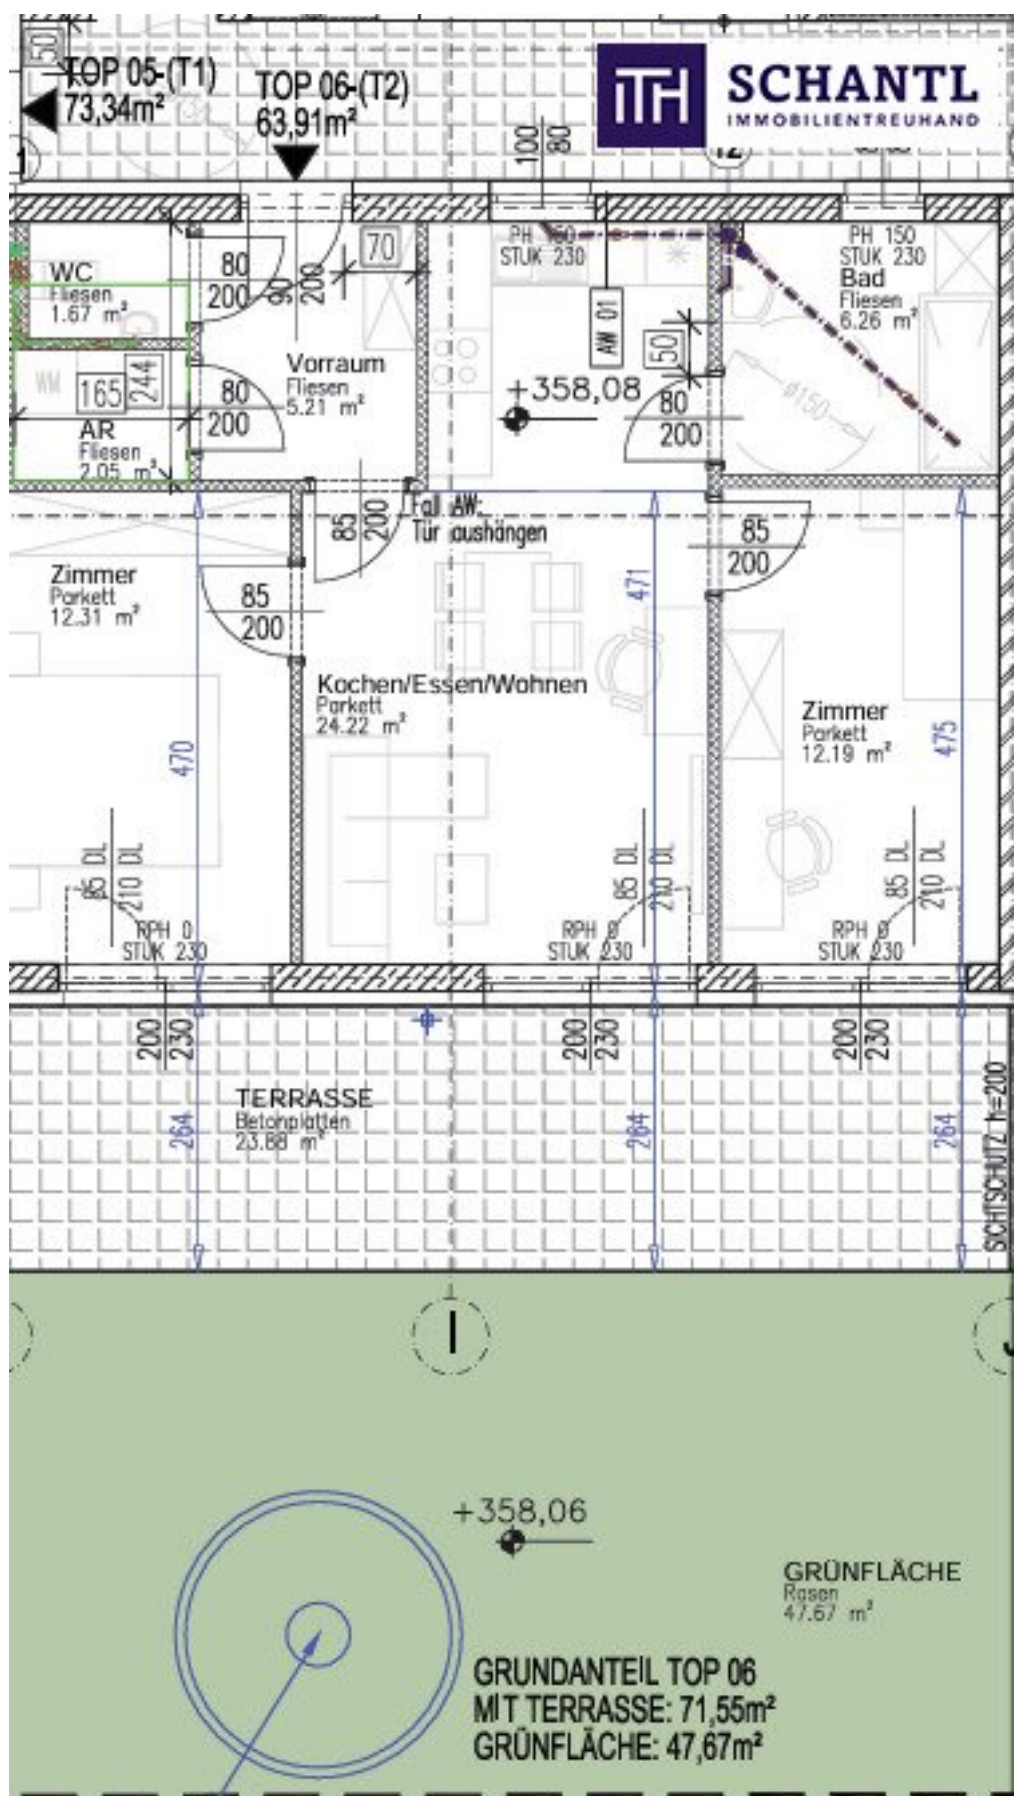 50
TOP 05-(T1)
73,34m²
TOP 06-(T2)
63,91m²
iTH SCHANTL
IMMOBILIENTREUHAND
100
80
1
12
WC
Fliesen
1.67 m²
80
200
90
200
70
PH 150
STUK 230
PH 150
STUK 230
Bad
Fliesen
6.26 m²
AW 01
50
Vorraum
Fliesen
5.21 m²
WM
165
244
80
200
+358,08
80
200
ø150
AR
Fliesen
2.05 m²
85
200
Fall AW:
Tür aushängen
85
200
Zimmer
Parkett
12.31 m²
85
200
471
Kochen/Essen/Wohnen
Parkett
24.22 m²
Zimmer
Parkett
12.19 m²
470
475
85 DL
210 DL
85 DL
210 DL
85 DL
210 DL
RPH 0
STUK 230
RPH 0
STUK 230
RPH 0
STUK 230
200
230
200
230
200
230
TERRASSE
Betonplatten
23.88 m²
264
264
264
SICHTSCHUTZ h=200
I
J
+358,06
GRÜNFLÄCHE
Rasen
47.67 m²
GRUNDANTEIL TOP 06
MIT TERRASSE: 71,55m²
GRÜNFLÄCHE: 47,67m²